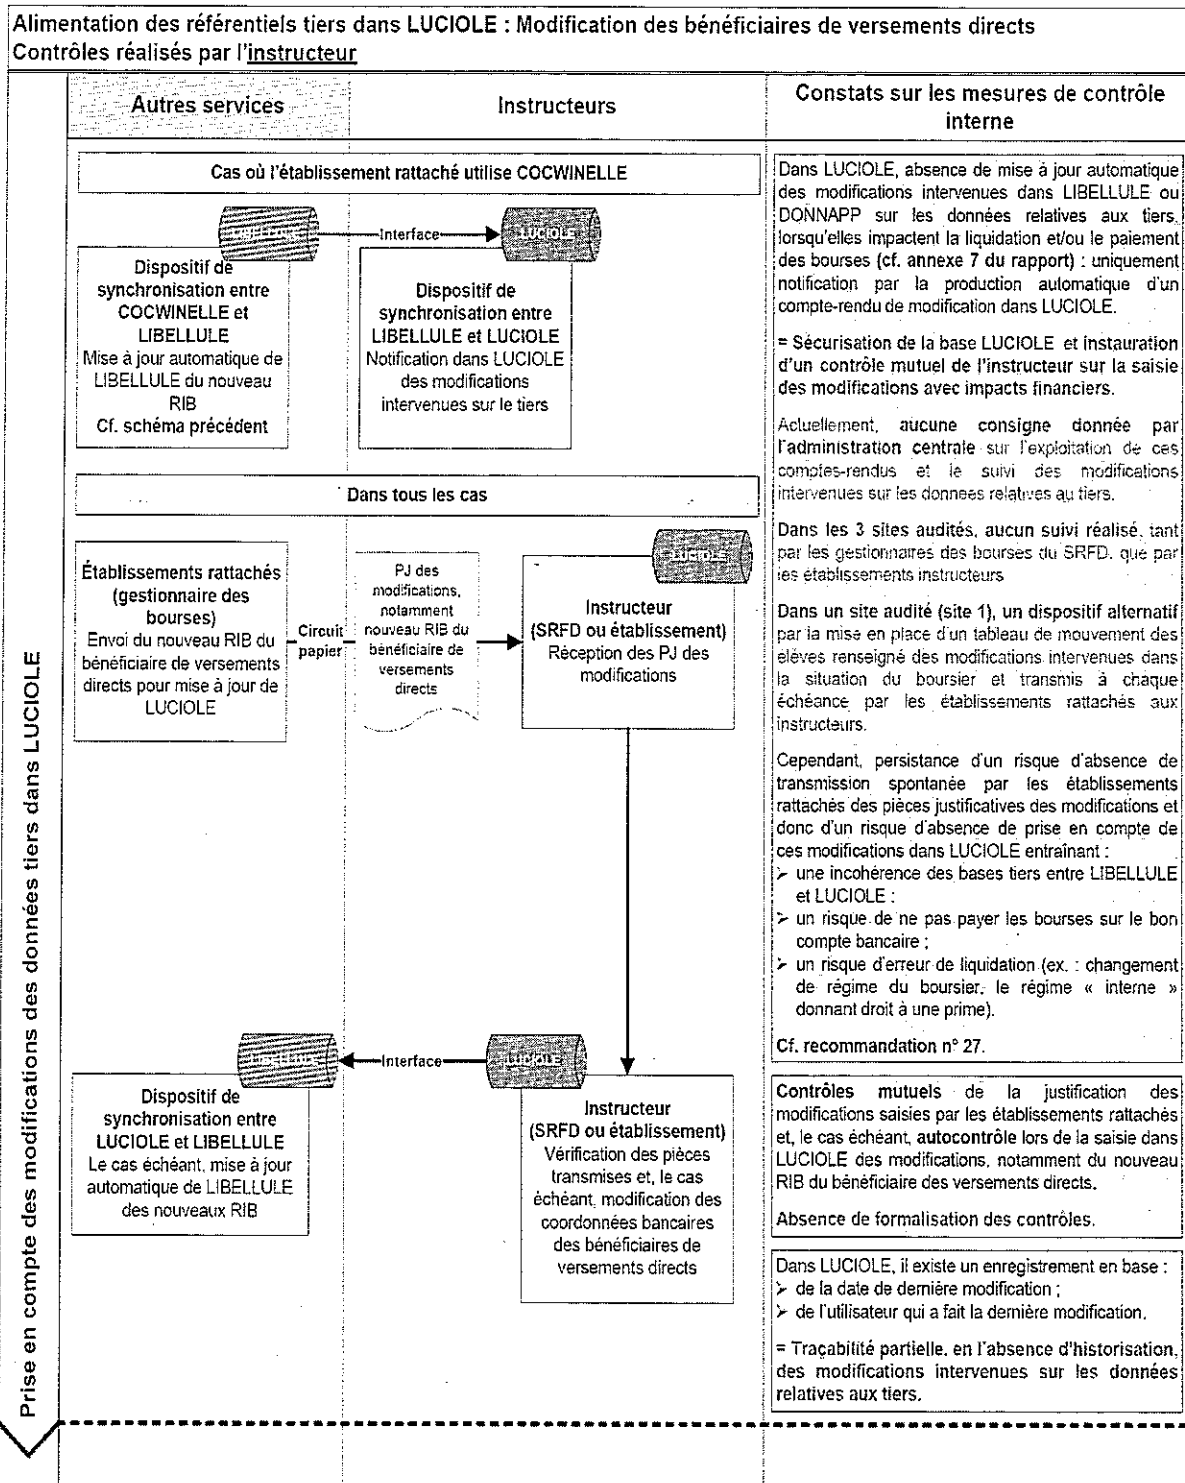 Alimentation des référentiels tiers dans LUCIOLE : Modification des bénéficiaires de versements directs
Contrôles réalisés par l'instructeur
Autres services
Instructeurs
Constats sur les mesures de contrôle
interne
Prise en compte des modifications des données tiers dans LUCIOLE
Cas où l'établissement rattaché utilise COCWINELLE
LIBELLULE
Interface
LUCIOLE
Dispositif de
synchronisation entre
COCWINELLE et
LIBELLULE
Mise à jour automatique de
LIBELLULE du nouveau
RIB
Cf. schéma précédent
Dispositif de
synchronisation entre
LIBELLULE et LUCIOLE
Notification dans LUCIOLE
des modifications
intervenues sur le tiers
Dans tous les cas
Établissements rattachés
(gestionnaire des
bourses)
Envoi du nouveau RIB du
bénéficiaire de versements
directs pour mise à jour de
LUCIOLE
Circuit
papier
PJ des
modifications,
notamment
nouveau RIB du
bénéficiaire de
versements
directs
LUCIOLE
Instructeur
(SRFD ou établissement)
Réception des PJ des
modifications
LIBELLULE
Interface
LUCIOLE
Dispositif de
synchronisation entre
LUCIOLE et LIBELLULE
Le cas échéant, mise à jour
automatique de LIBELLULE
des nouveaux RIB
Instructeur
(SRFD ou établissement)
Vérification des pièces
transmises et, le cas
échéant, modification des
coordonnées bancaires
des bénéficiaires de
versements directs
Dans LUCIOLE, absence de mise à jour automatique
des modifications intervenues dans LIBELLULE ou
DONNAPP sur les données relatives aux tiers,
lorsqu'elles impactent la liquidation et/ou le paiement
des bourses (cf. annexe 7 du rapport) : uniquement
notification par la production automatique d'un
compte-rendu de modification dans LUCIOLE.
= Sécurisation de la base LUCIOLE et instauration
d'un contrôle mutuel de l'instructeur sur la saisie
des modifications avec impacts financiers.
Actuellement, aucune consigne donnée par
l'administration centrale sur l'exploitation de ces
comptes-rendus et le suivi des modifications
intervenues sur les données relatives au tiers.
Dans les 3 sites audités, aucun suivi réalisé, tant
par les gestionnaires des bourses du SRFD, que par
les établissements instructeurs
Dans un site audité (site 1), un dispositif alternatif
par la mise en place d'un tableau de mouvement des
élèves renseigné des modifications intervenues dans
la situation du boursier et transmis à chaque
échéance par les établissements rattachés aux
instructeurs.
Cependant, persistance d'un risque d'absence de
transmission spontanée par les établissements
rattachés des pièces justificatives des modifications et
donc d'un risque d'absence de prise en compte de
ces modifications dans LUCIOLE entraînant :
➢ une incohérence des bases tiers entre LIBELLULE
et LUCIOLE :
➢ un risque de ne pas payer les bourses sur le bon
compte bancaire ;
➢ un risque d'erreur de liquidation (ex. : changement
de régime du boursier, le régime « interne »
donnant droit à une prime).
Cf. recommandation n° 27.
Contrôles mutuels de la justification des
modifications saisies par les établissements rattachés
et, le cas échéant, autocontrôle lors de la saisie dans
LUCIOLE des modifications, notamment du nouveau
RIB du bénéficiaire des versements directs.
Absence de formalisation des contrôles.
Dans LUCIOLE, il existe un enregistrement en base :
➢ de la date de dernière modification ;
➢ de l'utilisateur qui a fait la dernière modification.
= Traçabilité partielle, en l'absence d'historisation,
des modifications intervenues sur les données
relatives aux tiers.